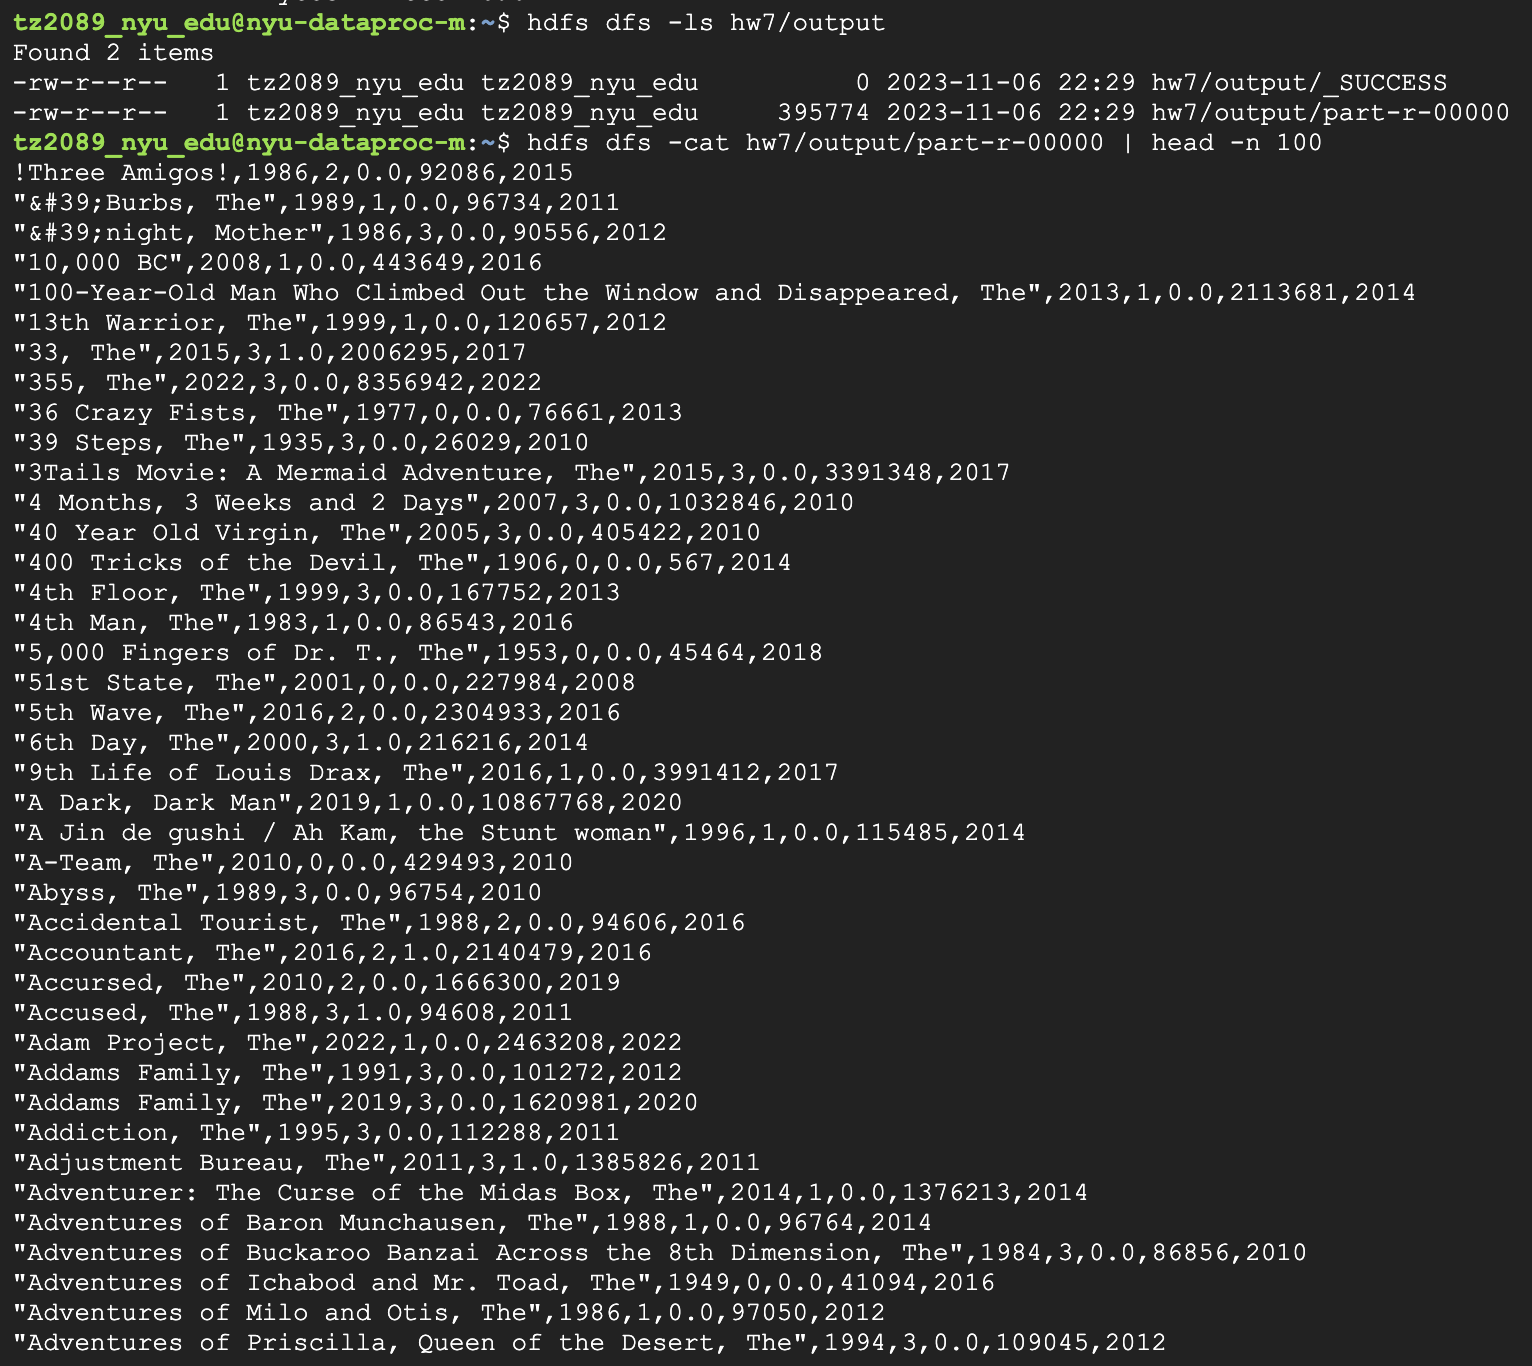 tz2089_nyu_edu@nyu-dataproc-m:~$ hdfs dfs -ls hw7/output
Found 2 items
-rw-r--r--   1 tz2089_nyu_edu tz2089_nyu_edu          0 2023-11-06 22:29 hw7/output/_SUCCESS
-rw-r--r--   1 tz2089_nyu_edu tz2089_nyu_edu     395774 2023-11-06 22:29 hw7/output/part-r-00000
tz2089_nyu_edu@nyu-dataproc-m:~$ hdfs dfs -cat hw7/output/part-r-00000 | head -n 100
!Three Amigos!,1986,2,0.0,92086,2015
"&#39;Burbs, The",1989,1,0.0,96734,2011
"&#39;night, Mother",1986,3,0.0,90556,2012
"10,000 BC",2008,1,0.0,443649,2016
"100-Year-Old Man Who Climbed Out the Window and Disappeared, The",2013,1,0.0,2113681,2014
"13th Warrior, The",1999,1,0.0,120657,2012
"33, The",2015,3,1.0,2006295,2017
"355, The",2022,3,0.0,8356942,2022
"36 Crazy Fists, The",1977,0,0.0,76661,2013
"39 Steps, The",1935,3,0.0,26029,2010
"3Tails Movie: A Mermaid Adventure, The",2015,3,0.0,3391348,2017
"4 Months, 3 Weeks and 2 Days",2007,3,0.0,1032846,2010
"40 Year Old Virgin, The",2005,3,0.0,405422,2010
"400 Tricks of the Devil, The",1906,0,0.0,567,2014
"4th Floor, The",1999,3,0.0,167752,2013
"4th Man, The",1983,1,0.0,86543,2016
"5,000 Fingers of Dr. T., The",1953,0,0.0,45464,2018
"51st State, The",2001,0,0.0,227984,2008
"5th Wave, The",2016,2,0.0,2304933,2016
"6th Day, The",2000,3,1.0,216216,2014
"9th Life of Louis Drax, The",2016,1,0.0,3991412,2017
"A Dark, Dark Man",2019,1,0.0,10867768,2020
"A Jin de gushi / Ah Kam, the Stunt woman",1996,1,0.0,115485,2014
"A-Team, The",2010,0,0.0,429493,2010
"Abyss, The",1989,3,0.0,96754,2010
"Accidental Tourist, The",1988,2,0.0,94606,2016
"Accountant, The",2016,2,1.0,2140479,2016
"Accursed, The",2010,2,0.0,1666300,2019
"Accused, The",1988,3,1.0,94608,2011
"Adam Project, The",2022,1,0.0,2463208,2022
"Addams Family, The",1991,3,0.0,101272,2012
"Addams Family, The",2019,3,0.0,1620981,2020
"Addiction, The",1995,3,0.0,112288,2011
"Adjustment Bureau, The",2011,3,1.0,1385826,2011
"Adventurer: The Curse of the Midas Box, The",2014,1,0.0,1376213,2014
"Adventures of Baron Munchausen, The",1988,1,0.0,96764,2014
"Adventures of Buckaroo Banzai Across the 8th Dimension, The",1984,3,0.0,86856,2010
"Adventures of Ichabod and Mr. Toad, The",1949,0,0.0,41094,2016
"Adventures of Milo and Otis, The",1986,1,0.0,97050,2012
"Adventures of Priscilla, Queen of the Desert, The",1994,3,0.0,109045,2012